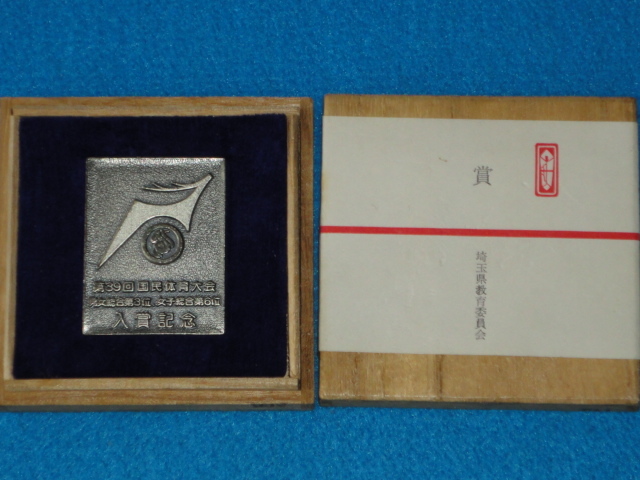 第39回国民体育大会
男女総合第3位 女子総合第6位
入賞記念
賞
埼玉県教育委員会